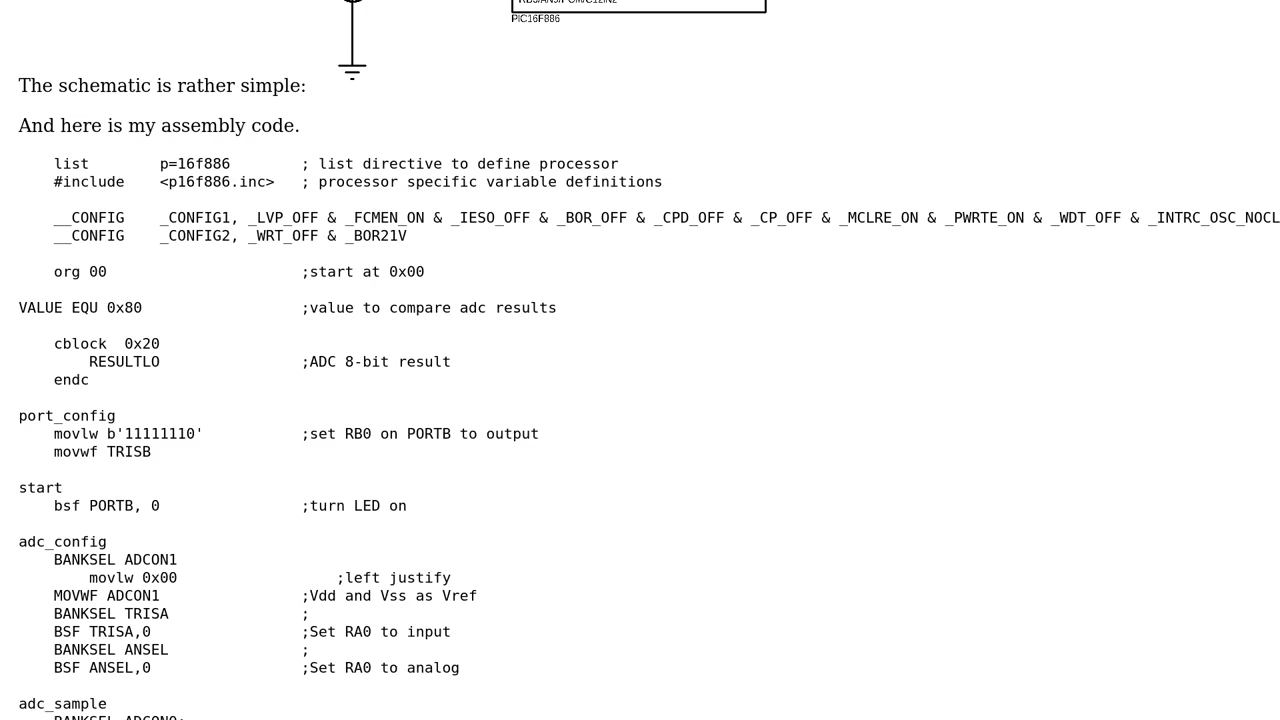 PIC16F886
The schematic is rather simple:
And here is my assembly code.
list        p=16f886        ; list directive to define processor
#include    <p16f886.inc>   ; processor specific variable definitions
__CONFIG    _CONFIG1, _LVP_OFF & _FCMEN_ON & _IESO_OFF & _BOR_OFF & _CPD_OFF & _CP_OFF & _MCLRE_ON & _PWRTE_ON & _WDT_OFF & _INTRC_OSC_NOCL
__CONFIG    _CONFIG2, _WRT_OFF & _BOR21V
org 00                      ;start at 0x00
VALUE EQU 0x80                  ;value to compare adc results
cblock  0x20
RESULTLO                ;ADC 8-bit result
endc
port_config
movlw b'11111110'           ;set RB0 on PORTB to output
movwf TRISB
start
bsf PORTB, 0                ;turn LED on
adc_config
BANKSEL ADCON1
movlw 0x00                  ;left justify
MOVWF ADCON1                ;Vdd and Vss as Vref
BANKSEL TRISA               ;
BSF TRISA,0                 ;Set RA0 to input
BANKSEL ANSEL               ;
BSF ANSEL,0                 ;Set RA0 to analog
adc_sample
BANKSEL ADCON0;